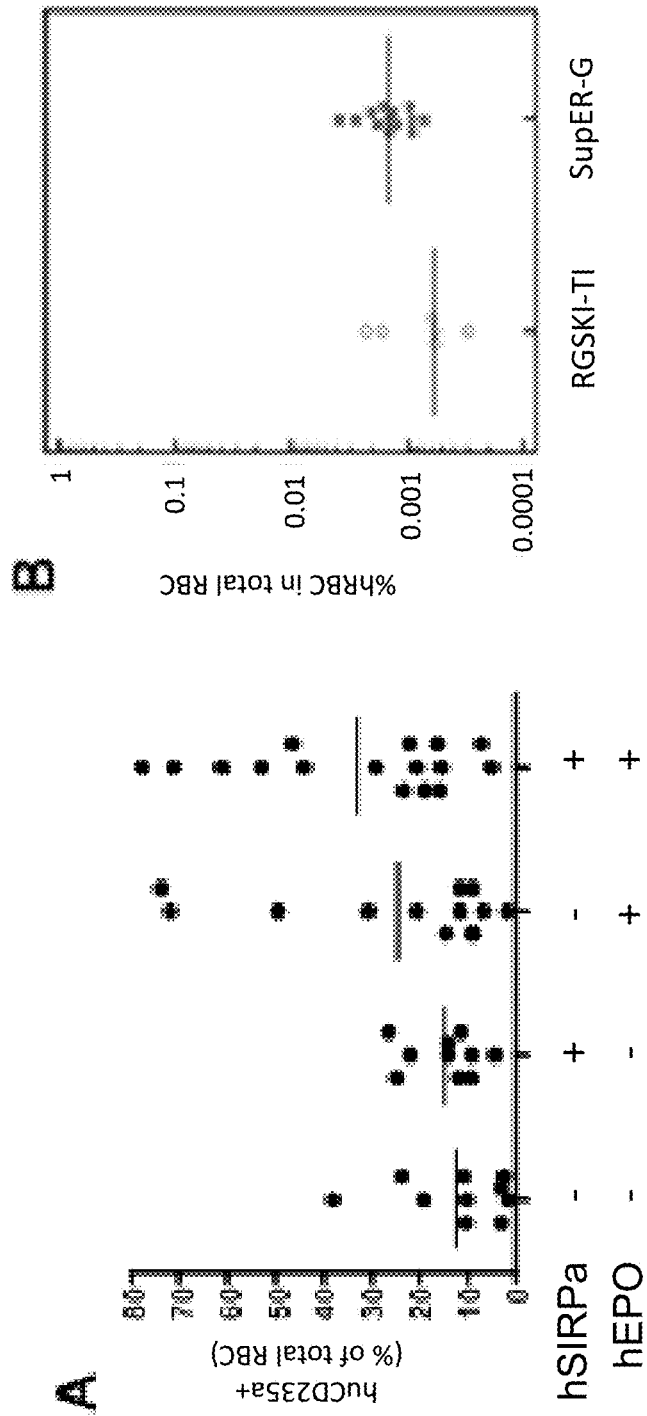 A
huCD235a+
(% of total RBC)
80
70
60
50
40
30
20
10
0
hSIRPa - + - +
hEPO - - + +
B
%hRBC in total RBC
1
0.1
0.01
0.001
0.0001
RGSKI-TI SupER-G